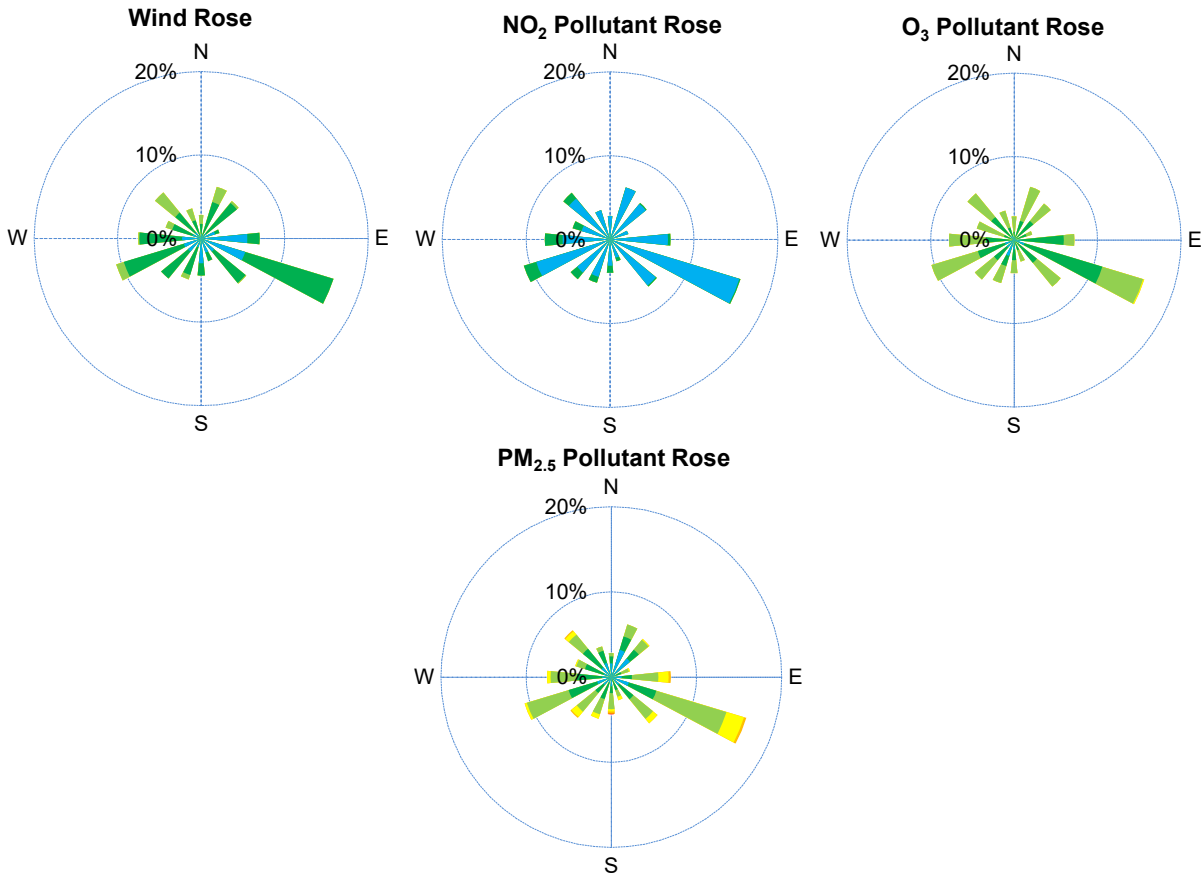 Wind Rose
N
20%
10%
W
0%
E
S
NO₂ Pollutant Rose
N
20%
10%
W
0%
E
S
O₃ Pollutant Rose
N
20%
10%
W
0%
E
S
PM₂.₅ Pollutant Rose
N
20%
10%
W
0%
E
S